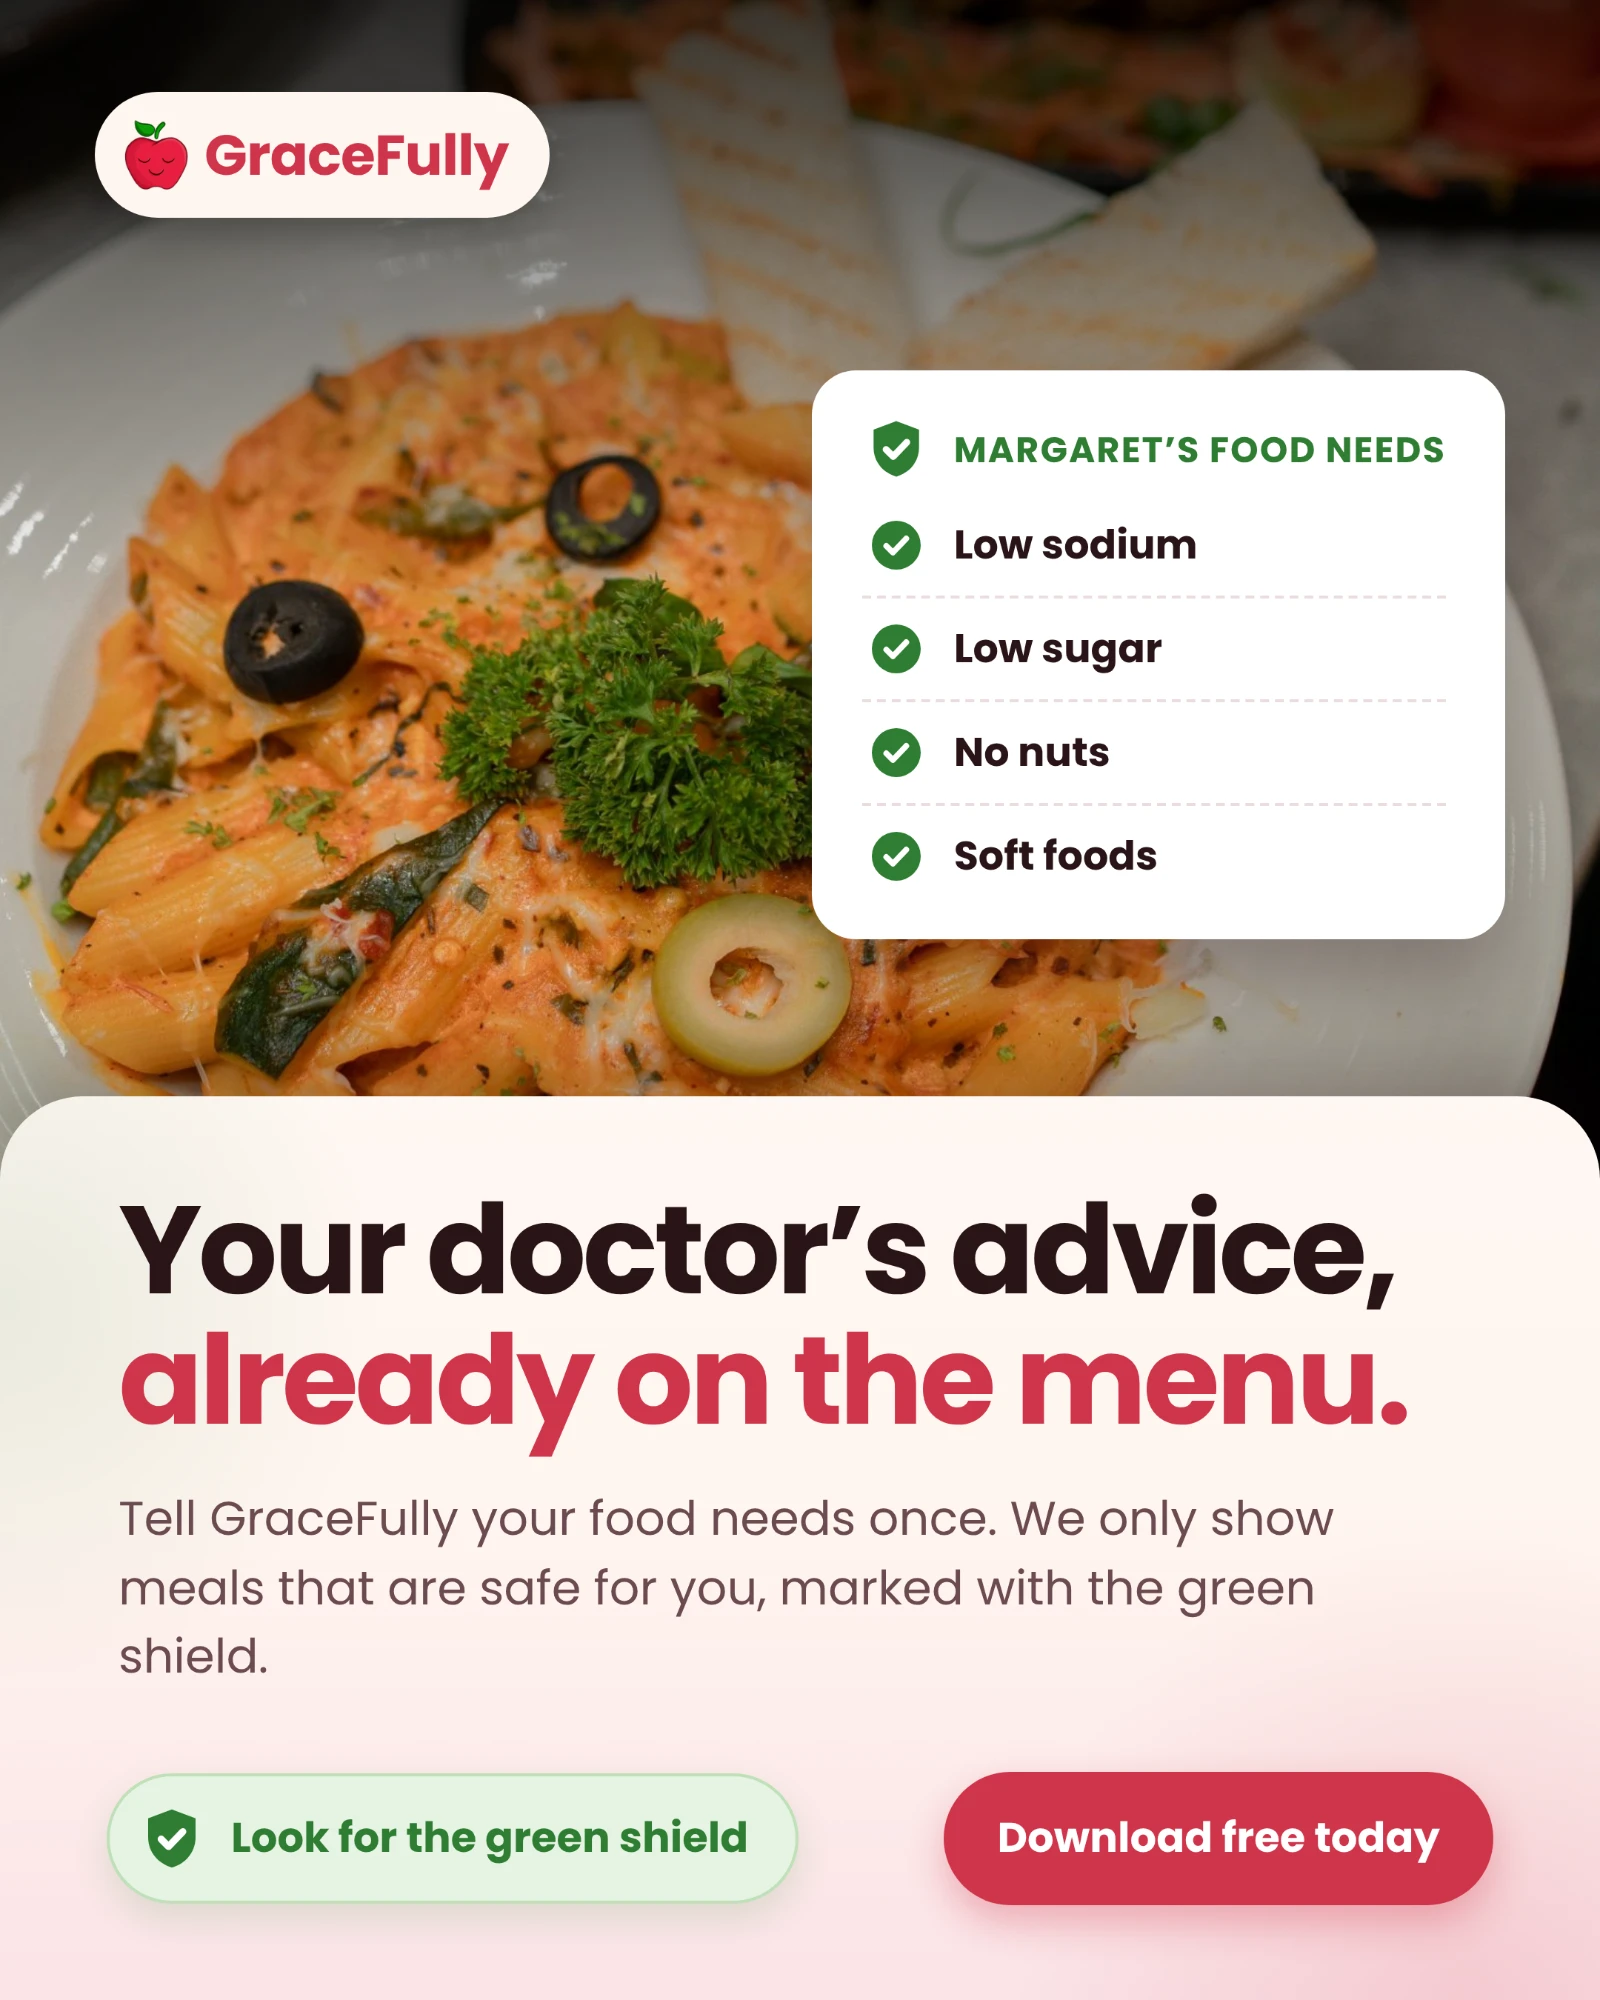 GraceFully
MARGARET’S FOOD NEEDS
Low sodium
Low sugar
No nuts
Soft foods
Your doctor’s advice,
already on the menu.
Tell GraceFully your food needs once. We only show
meals that are safe for you, marked with the green
shield.
Look for the green shield
Download free today